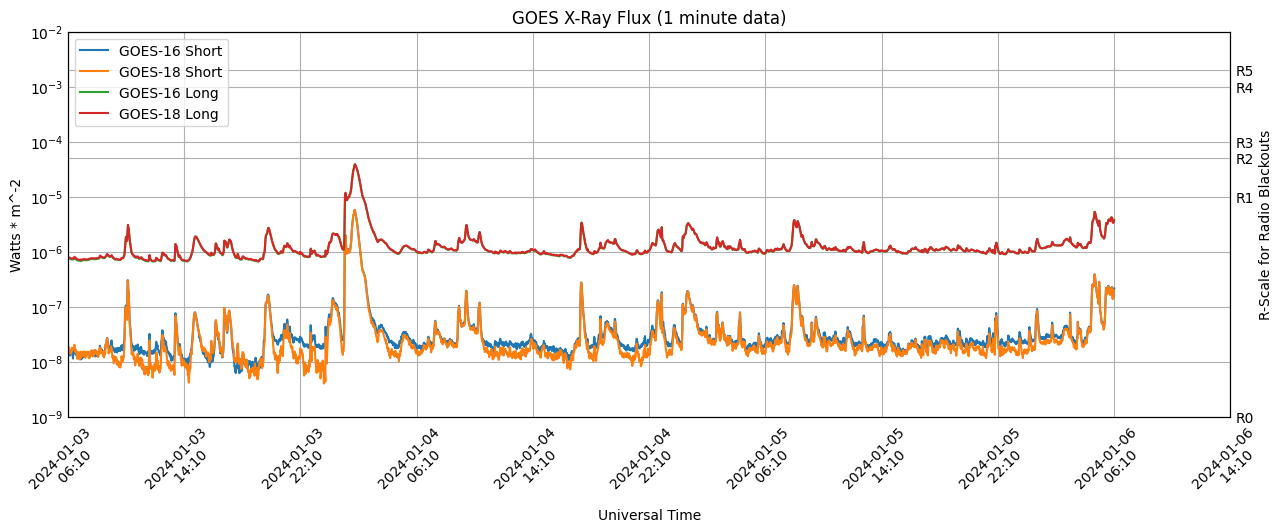 GOES X-Ray Flux (1 minute data)
GOES-16 Short
GOES-18 Short
GOES-16 Long
GOES-18 Long
10^-2
10^-3
10^-4
10^-5
10^-6
10^-7
10^-8
10^-9
Watts * m^-2
R5
R4
R3
R2
R1
R0
R-Scale for Radio Blackouts
2024-01-03
06:10
2024-01-03
14:10
2024-01-03
22:10
2024-01-04
06:10
2024-01-04
14:10
2024-01-04
22:10
2024-01-05
06:10
2024-01-05
14:10
2024-01-05
22:10
2024-01-06
06:10
2024-01-06
14:10
Universal Time